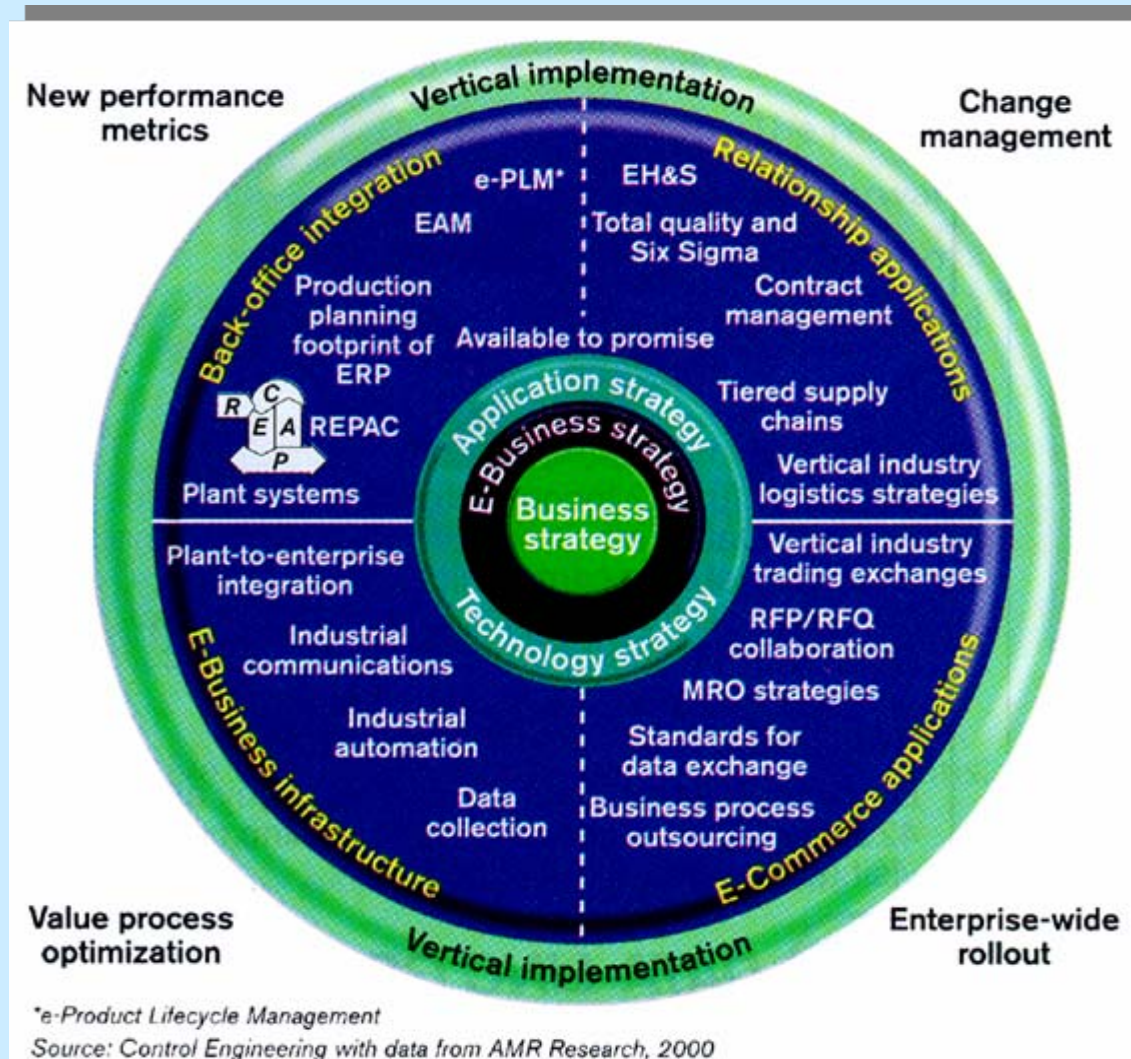 New performance
metrics
Vertical implementation
Change
management
Back-office integration
Relationship applications
e-PLM*
EAM
Production
planning
footprint of
ERP
R
C
E
A
P
REPAC
Plant systems
EH&S
Total quality and
Six Sigma
Contract
management
Available to promise
Tiered supply
chains
Vertical industry
logistics strategies
Application strategy
E-Business strategy
Business
strategy
Technology strategy
Plant-to-enterprise
integration
Industrial
communications
Industrial
automation
Data
collection
Vertical industry
trading exchanges
RFP/RFQ
collaboration
MRO strategies
Standards for
data exchange
Business process
outsourcing
E-Business infrastructure
E-Commerce applications
Vertical implementation
Value process
optimization
Enterprise-wide
rollout
*e-Product Lifecycle Management
Source: Control Engineering with data from AMR Research, 2000